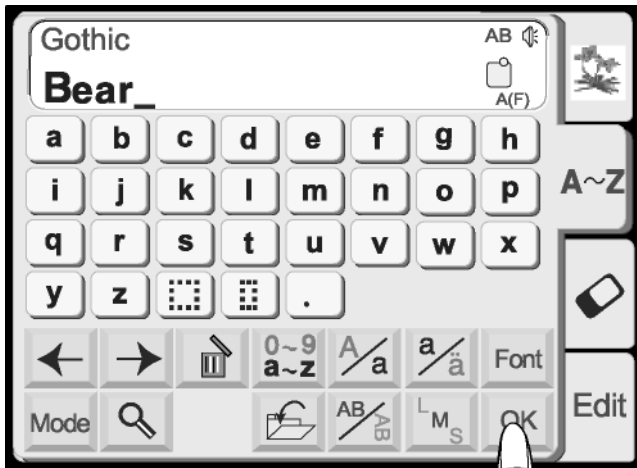 Gothic
AB
Bear_
A(F)
a b c d e f g h
i j k l m n o p
A~Z
q r s t u v w x
y z .
0~9
a~z
A/a
a/ä
Font
Mode
AB/AB
L M S
OK
Edit